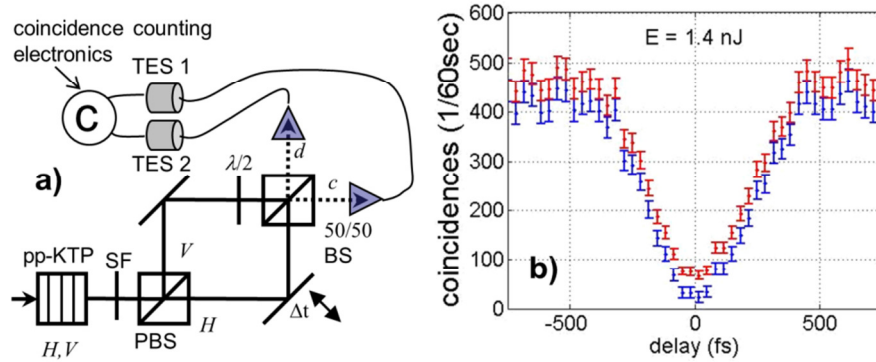 coincidence counting
electronics
TES 1
C
TES 2
a)
λ/2
d
c
50/50
BS
pp-KTP
SF
V
H
Δt
PBS
H,V
coincidences (1/60sec)
600
500
400
300
200
100
0
E = 1.4 nJ
b)
-500
0
500
delay (fs)